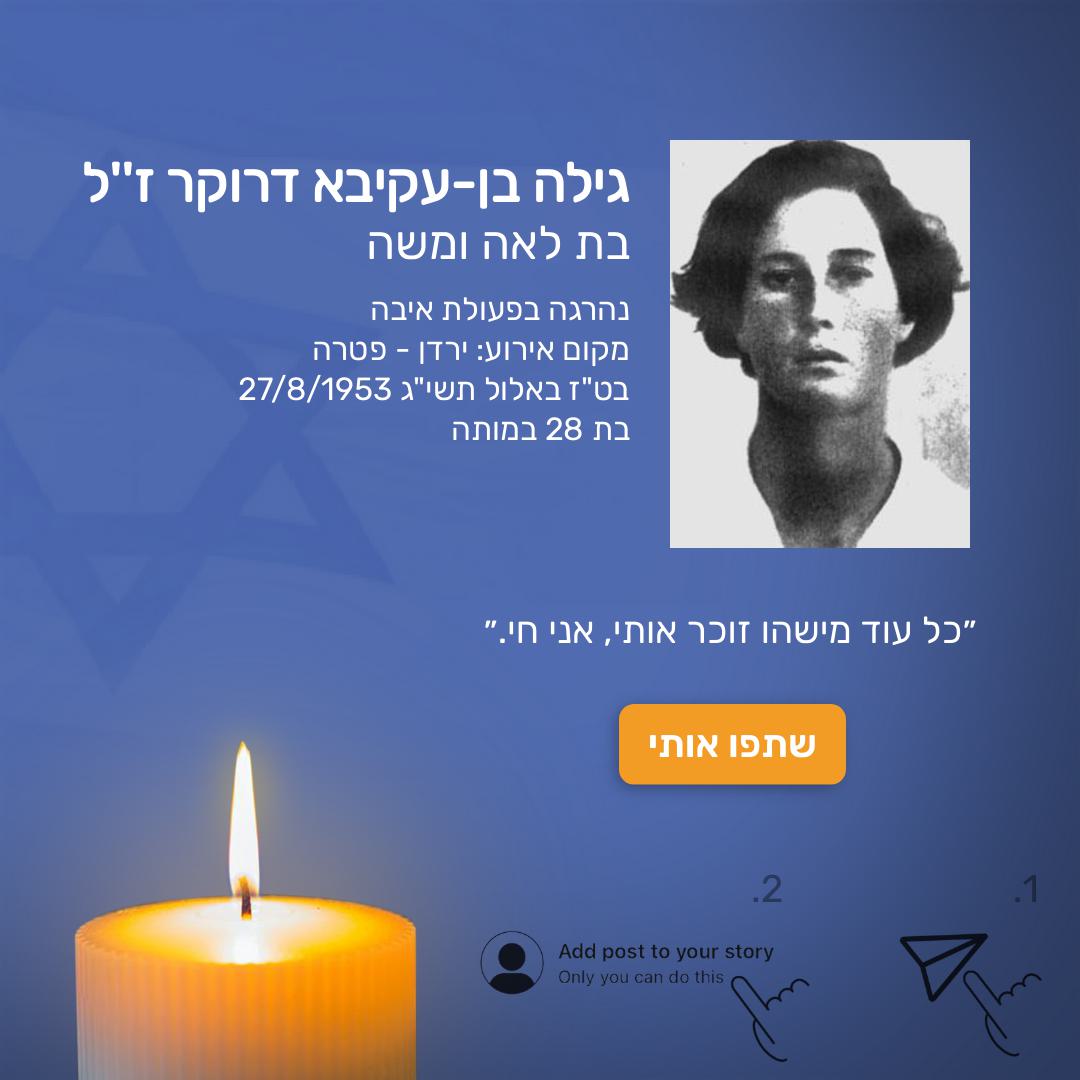 גילה בן-עקיבא דרוקר ז"ל
בת לאה ומשה
נהרגה בפעולת איבה
מקום אירוע: ירדן - פטרה
בט"ז באלול תשי"ג 27/8/1953
בת 28 במותה
״כל עוד מישהו זוכר אותי, אני חי.״
שתפו אותי
.1
.2
Add post to your story
Only you can do this